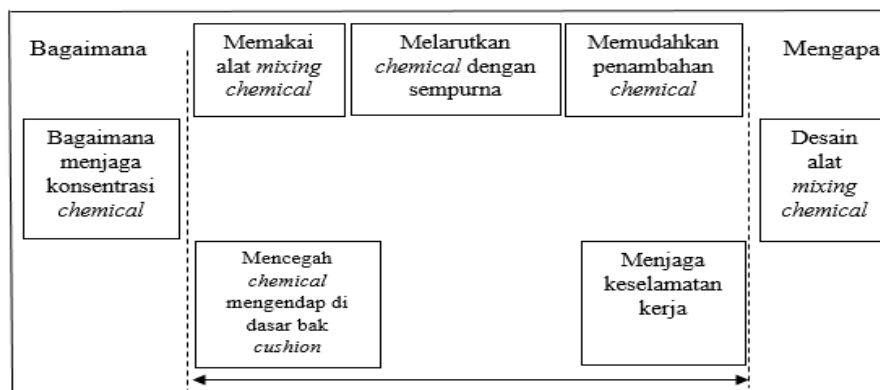 Bagaimana
Memakai
alat mixing
chemical
Melarutkan
chemical dengan
sempurna
Memudahkan
penambahan
chemical
Mengapa
Bagaimana
menjaga
konsentrasi
chemical
Desain
alat
mixing
chemical
Mencegah
chemical
mengendap di
dasar bak
cushion
Menjaga
keselamatan
kerja